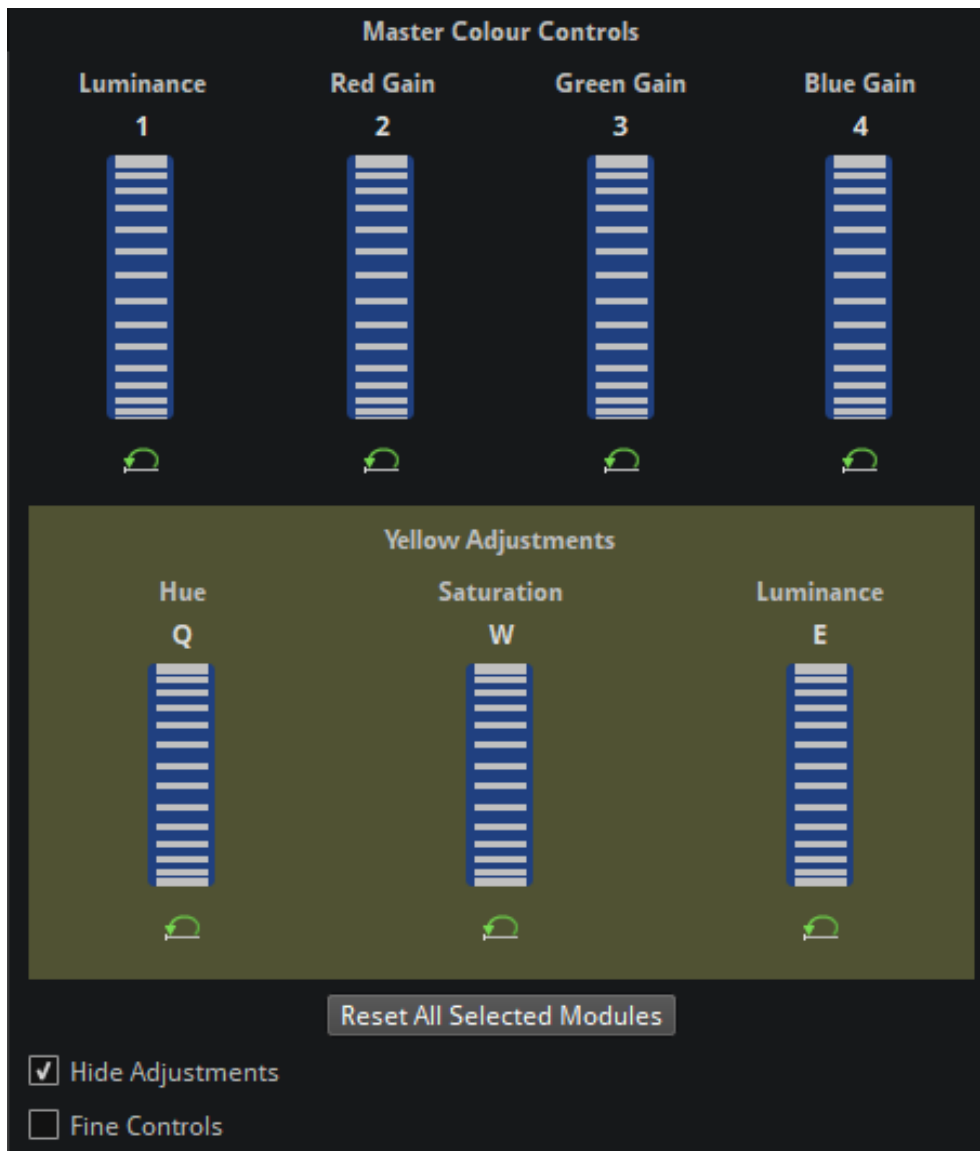 Master Colour Controls
Luminance Red Gain Green Gain Blue Gain
1 2 3 4
Yellow Adjustments
Hue Saturation Luminance
Q W E
Reset All Selected Modules
Hide Adjustments
Fine Controls